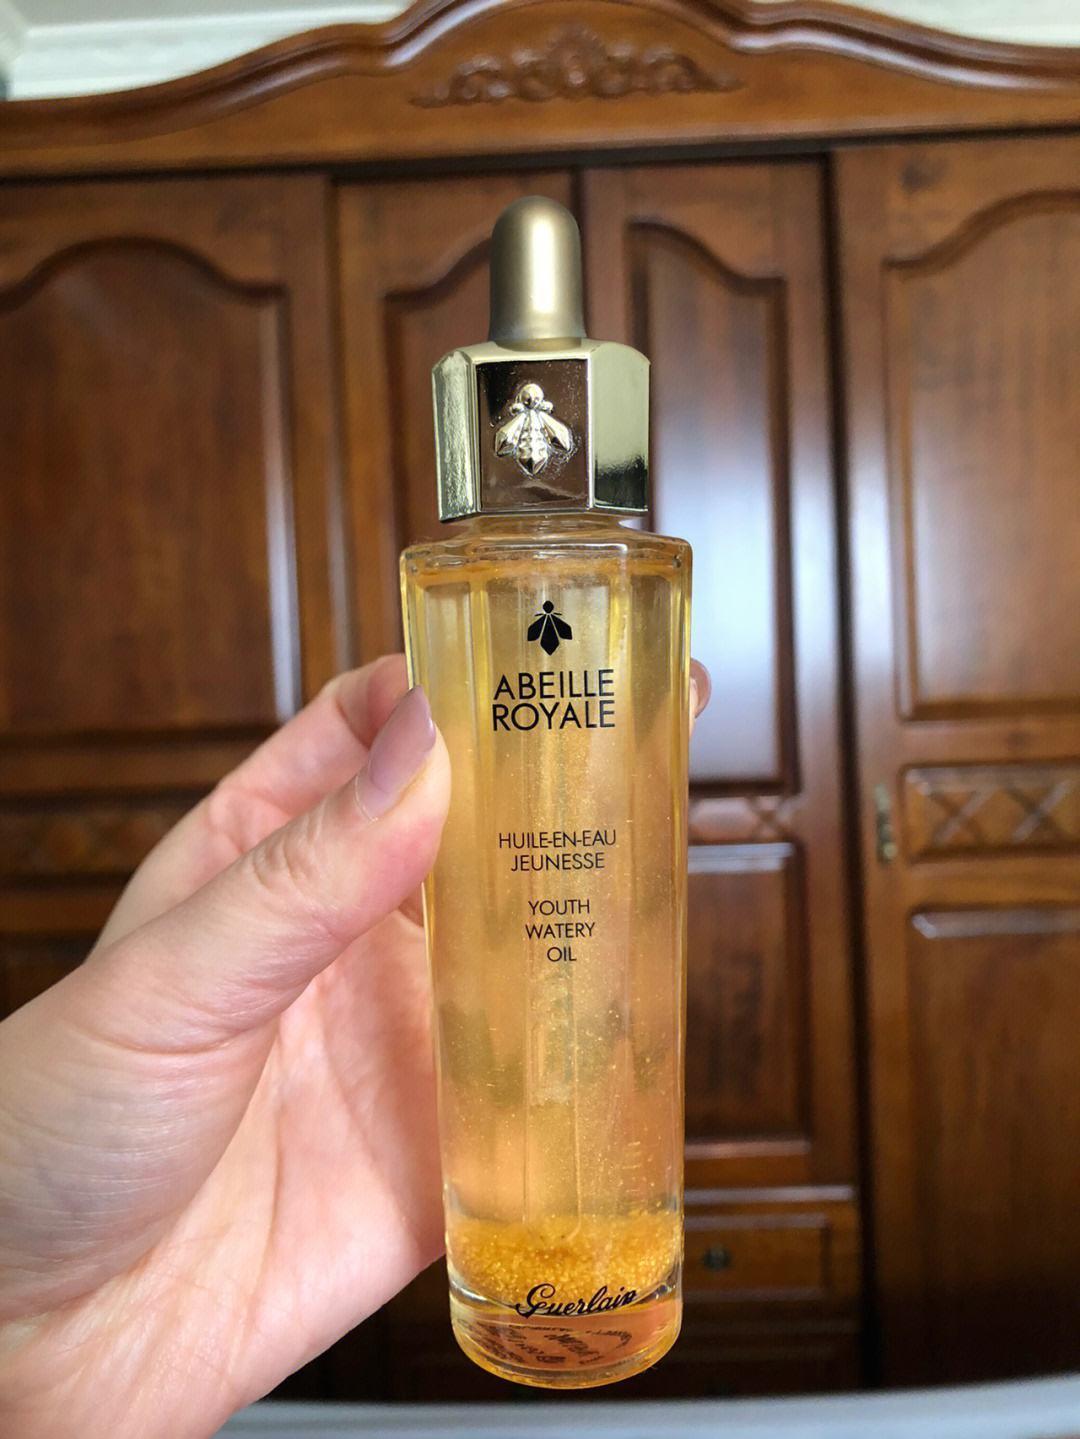 ABEILLE
ROYALE
HUILE-EN-EAU
JEUNESSE
YOUTH
WATERY
OIL
Guerlain